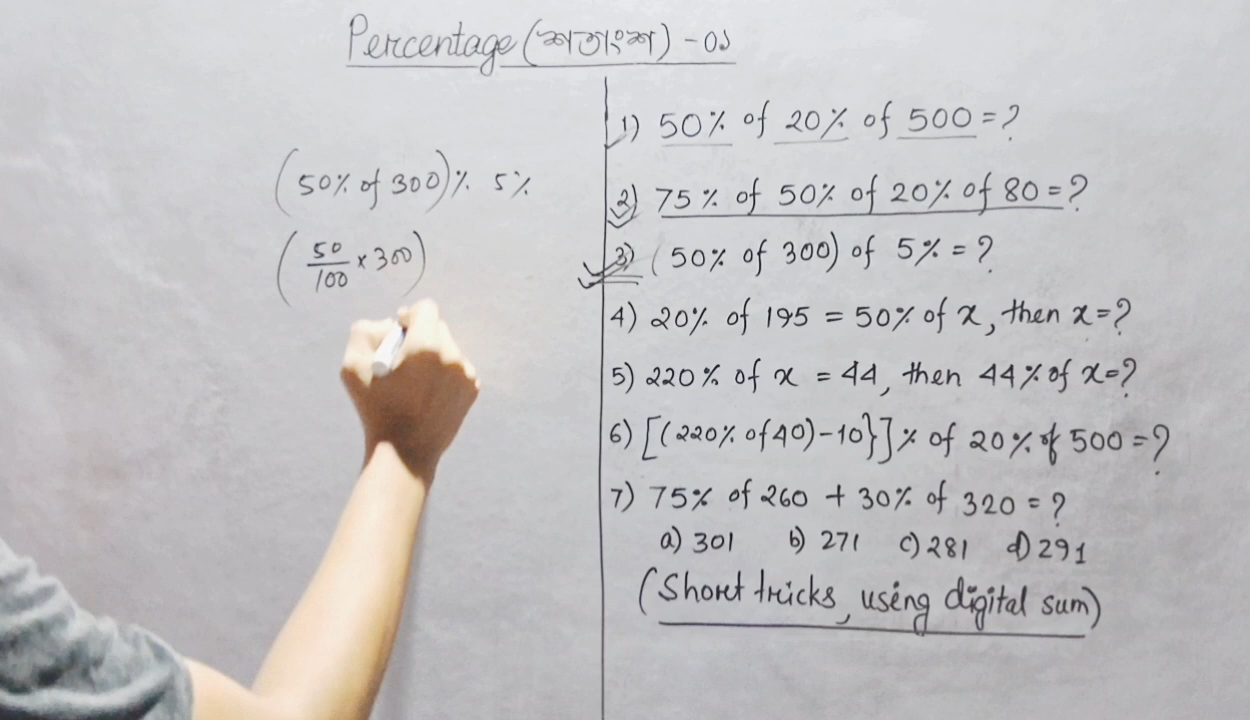 Percentage (শতাংশ) - ০১
(50% of 300)% 5%
(50/100 × 300)
1) 50% of 20% of 500 = ?
2) 75% of 50% of 20% of 80 = ?
3) (50% of 300) of 5% = ?
4) 20% of 195 = 50% of x, then x = ?
5) 220% of x = 44, then 44% of x = ?
6) [(220% of 40) - 10}]% of 20% of 500 = ?
7) 75% of 260 + 30% of 320 = ?
a) 301 b) 271 c) 281 d) 291
(Short tricks, using digital sum)